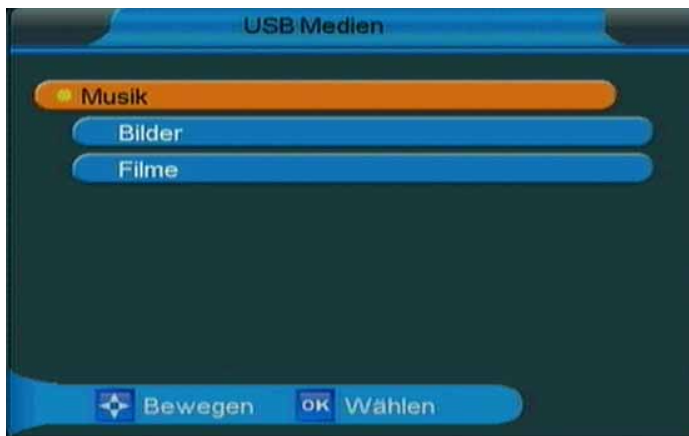 USB Medien
Musik
Bilder
Filme
Bewegen OK Wählen